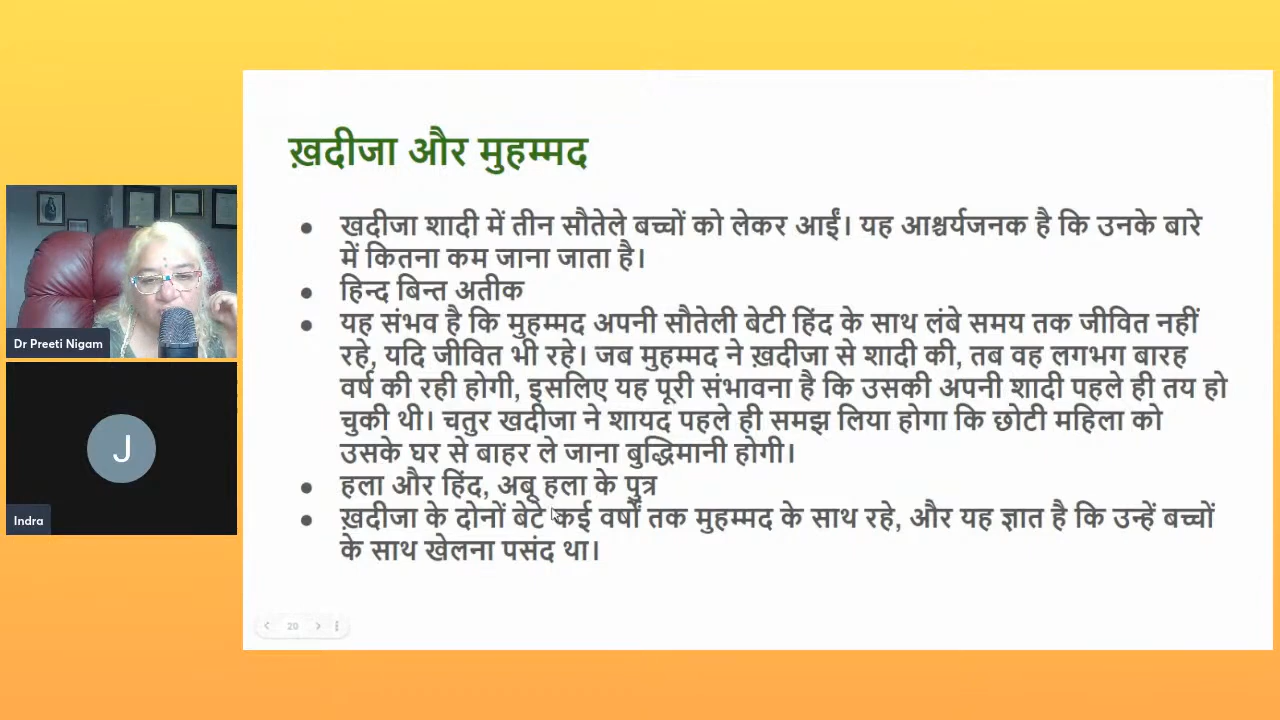 ख़दीजा और मुहम्मद
खदीजा शादी में तीन सौतेले बच्चों को लेकर आईं। यह आश्चर्यजनक है कि उनके बारे
में कितना कम जाना जाता है।
हिन्द बिन्त अतीक
यह संभव है कि मुहम्मद अपनी सौतेली बेटी हिंद के साथ लंबे समय तक जीवित नहीं
रहे, यदि जीवित भी रहे। जब मुहम्मद ने ख़दीजा से शादी की, तब वह लगभग बारह
वर्ष की रही होगी, इसलिए यह पूरी संभावना है कि उसकी अपनी शादी पहले ही तय हो
चुकी थी। चतुर खदीजा ने शायद पहले ही समझ लिया होगा कि छोटी महिला को
उसके घर से बाहर ले जाना बुद्धिमानी होगी।
हला और हिंद, अबू हला के पुत्र
ख़दीजा के दोनों बेटे कई वर्षों तक मुहम्मद के साथ रहे, और यह ज्ञात है कि उन्हें बच्चों
के साथ खेलना पसंद था।
20
Dr Preeti Nigam
J
Indra